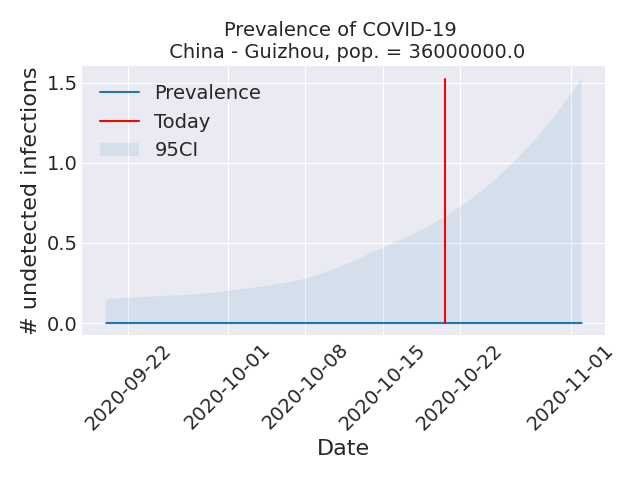 Prevalence of COVID-19
China - Guizhou, pop. = 36000000.0
# undetected infections
1.5
1.0
0.5
0.0
Prevalence
Today
95CI
2020-09-22
2020-10-01
2020-10-08
2020-10-15
2020-10-22
2020-11-01
Date